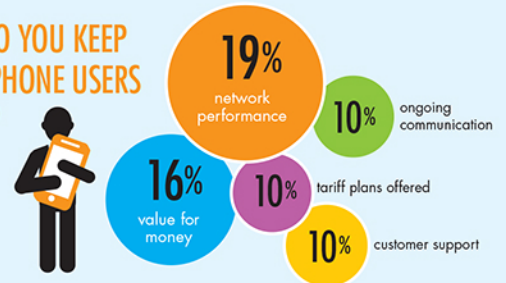 O YOU KEEP
PHONE USERS
19%
network
performance
10%
ongoing
communication
16%
value for
money
10%
tariff plans offered
10%
customer support